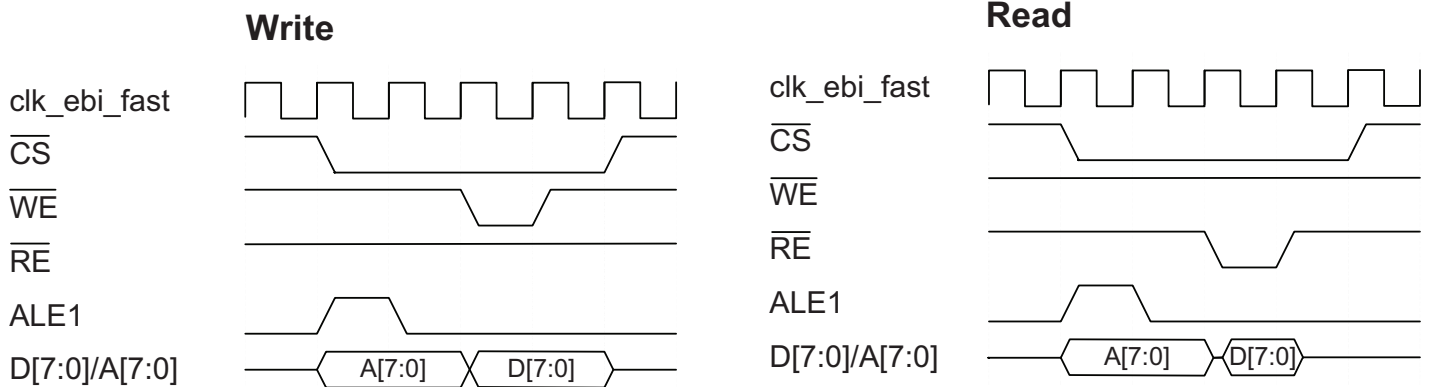 Write
clk_ebi_fast
CS
WE
RE
ALE1
D[7:0]/A[7:0]
A[7:0]
D[7:0]
Read
clk_ebi_fast
CS
WE
RE
ALE1
D[7:0]/A[7:0]
A[7:0]
D[7:0]